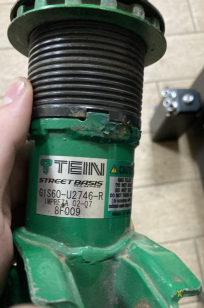 TEIN
STREET BASIS
GIS60-U2746-R
IMPREZA 02-07
8F009